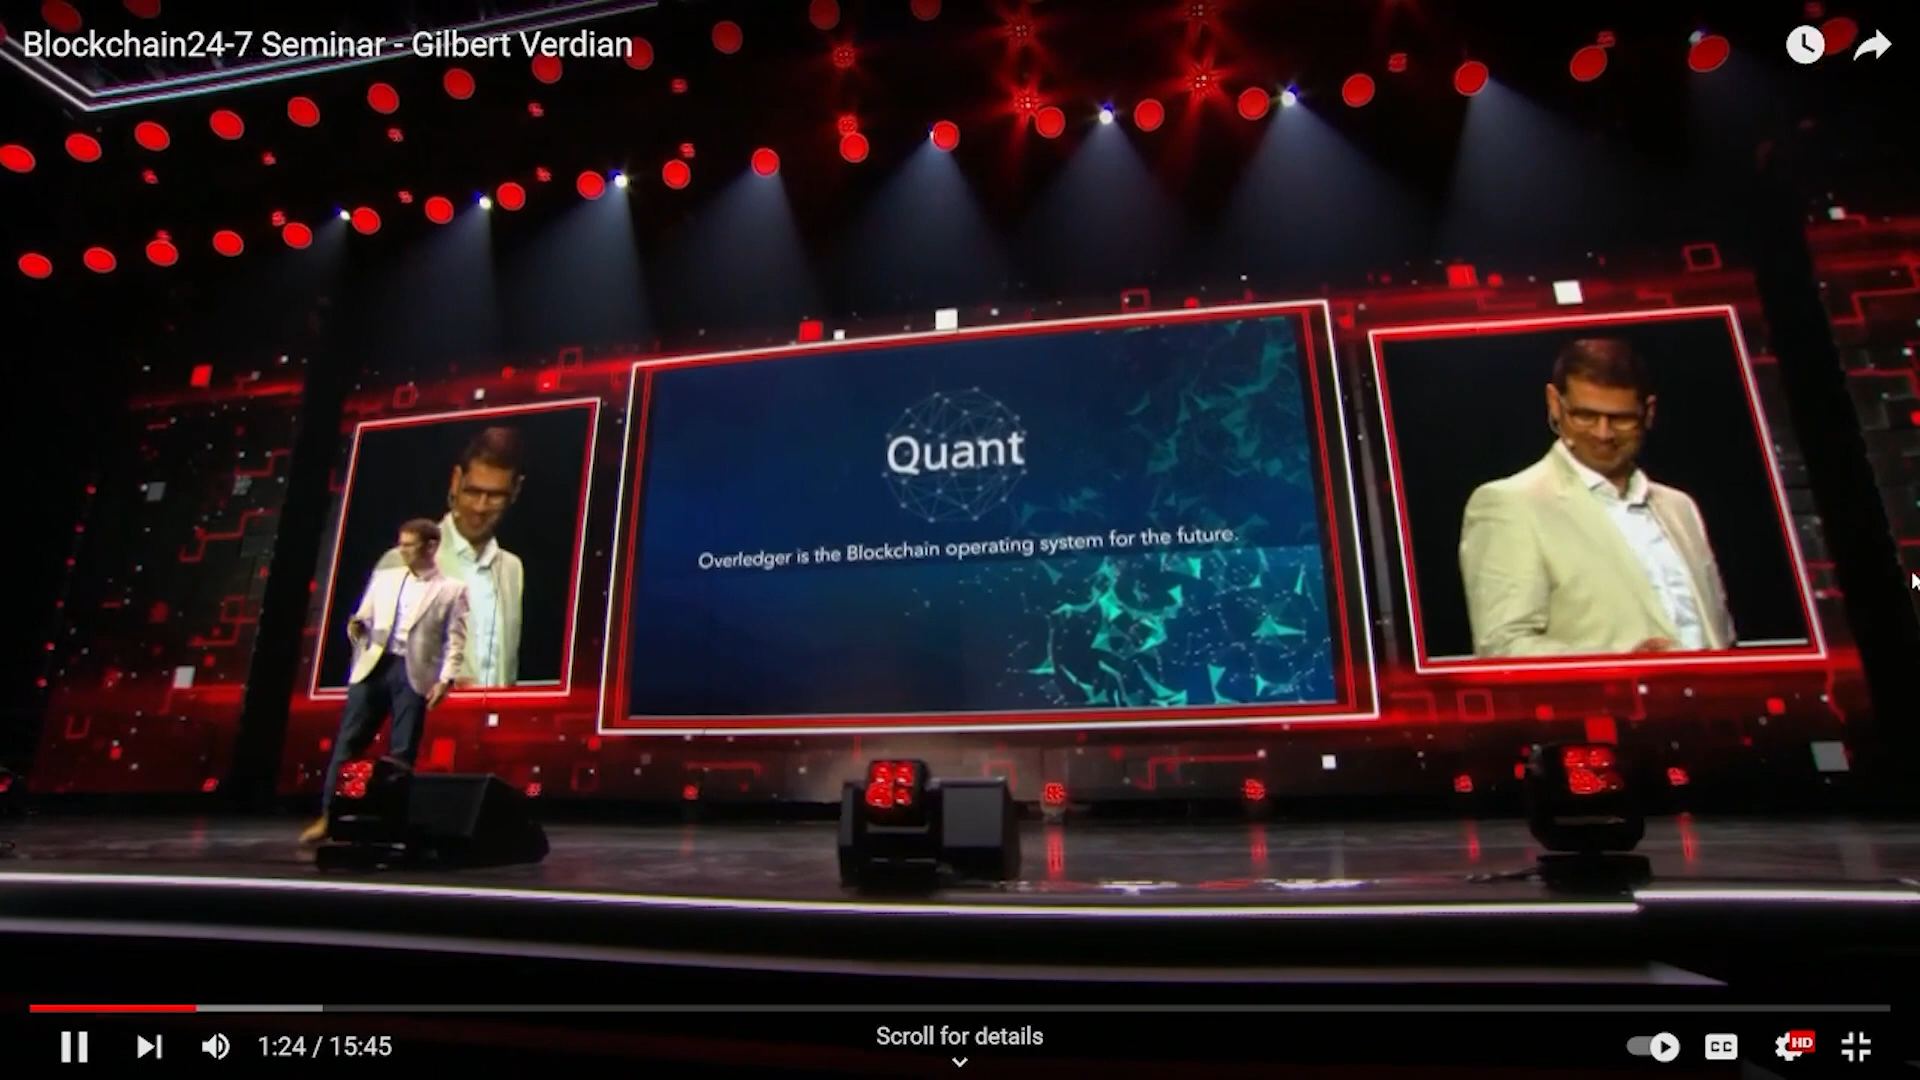 Blockchain24-7 Seminar - Gilbert Verdian
Quant
Overledger is the Blockchain operating system for the future.
Scroll for details
1:24 / 15:45
CC
HD